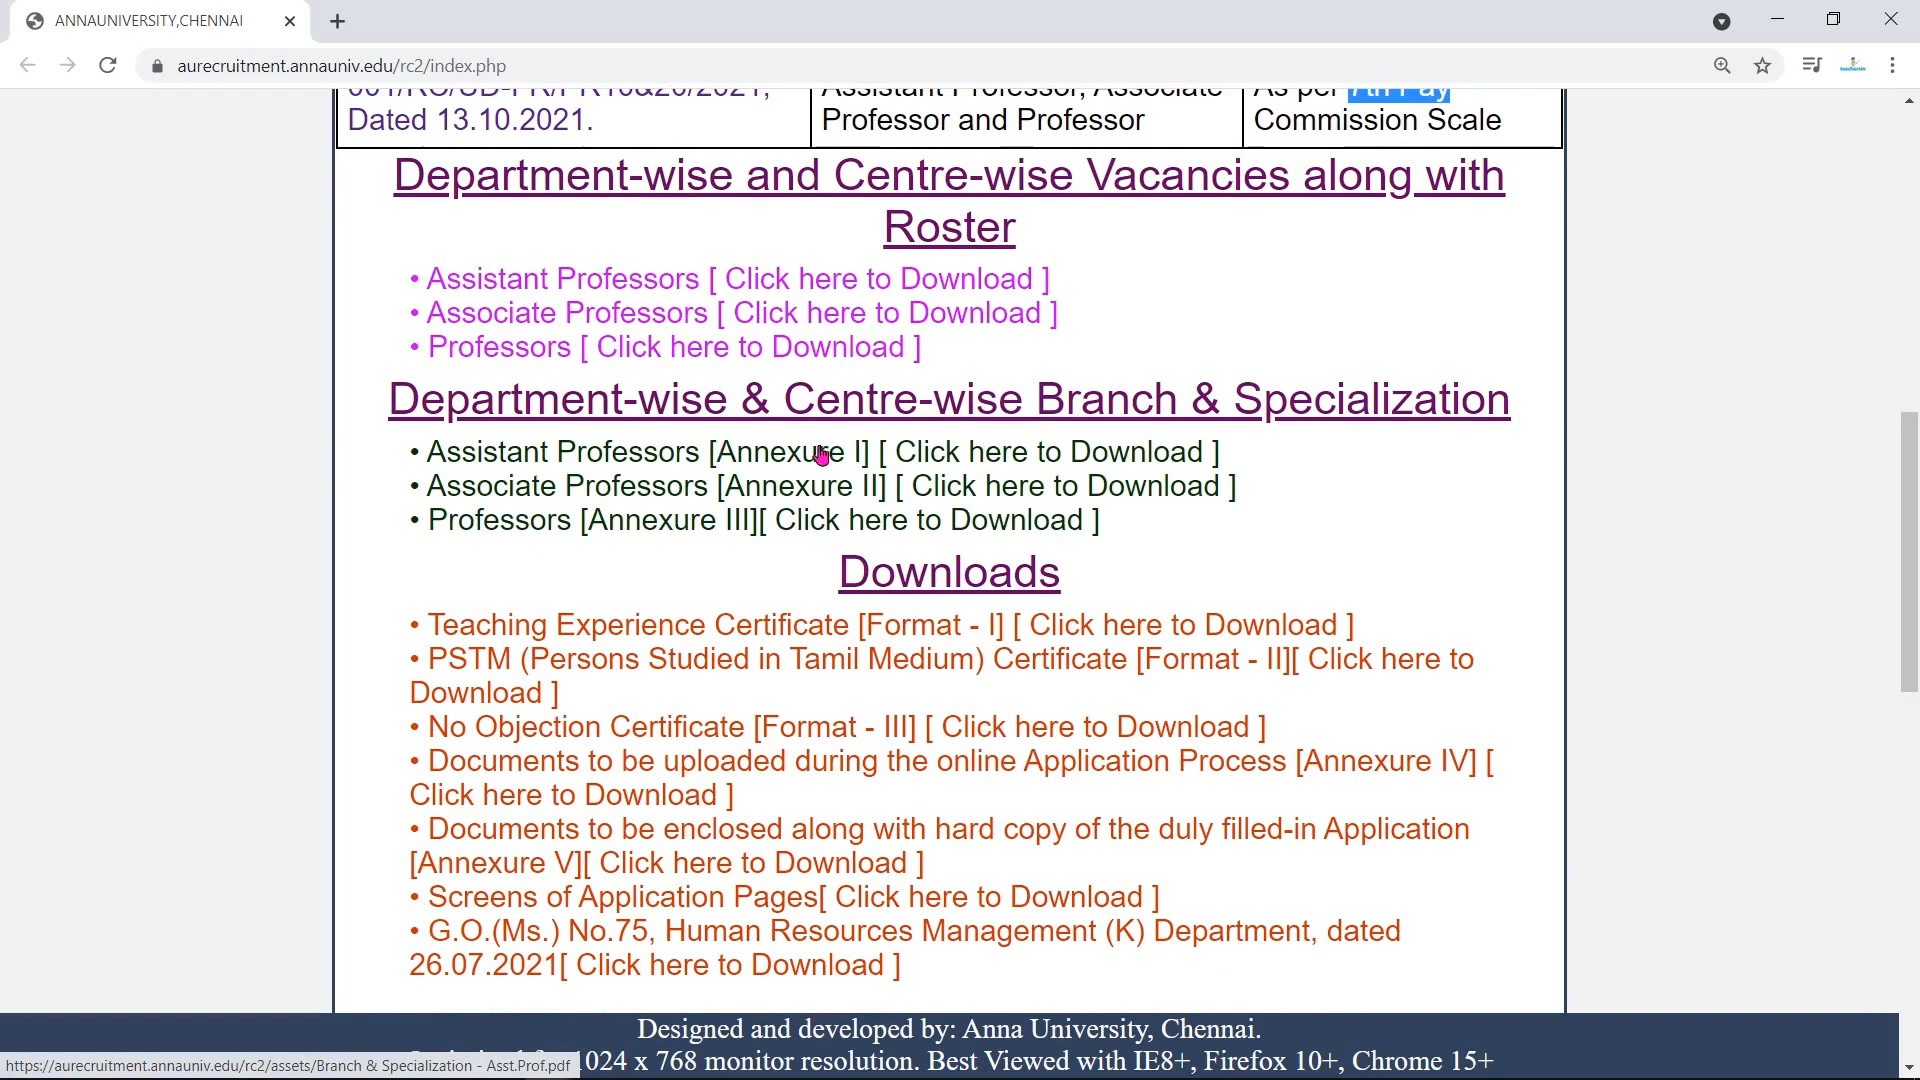 ANNAUNIVERSITY,CHENNAI
aurecruitment.annauniv.edu/rc2/index.php
Assistant Professor, Associate
As per 7th Pay
Dated 13.10.2021.
Professor and Professor
Commission Scale
Department-wise and Centre-wise Vacancies along with
Roster
• Assistant Professors [ Click here to Download ]
• Associate Professors [ Click here to Download ]
• Professors [ Click here to Download ]
Department-wise & Centre-wise Branch & Specialization
• Assistant Professors [Annexure I] [ Click here to Download ]
• Associate Professors [Annexure II] [ Click here to Download ]
• Professors [Annexure III][ Click here to Download ]
Downloads
• Teaching Experience Certificate [Format - I] [ Click here to Download ]
• PSTM (Persons Studied in Tamil Medium) Certificate [Format - II][ Click here to
Download ]
• No Objection Certificate [Format - III] [ Click here to Download ]
• Documents to be uploaded during the online Application Process [Annexure IV] [
Click here to Download ]
• Documents to be enclosed along with hard copy of the duly filled-in Application
[Annexure V][ Click here to Download ]
• Screens of Application Pages[ Click here to Download ]
• G.O.(Ms.) No.75, Human Resources Management (K) Department, dated
26.07.2021[ Click here to Download ]
Designed and developed by: Anna University, Chennai.
1024 x 768 monitor resolution. Best Viewed with IE8+, Firefox 10+, Chrome 15+
https://aurecruitment.annauniv.edu/rc2/assets/Branch & Specialization - Asst.Prof.pdf